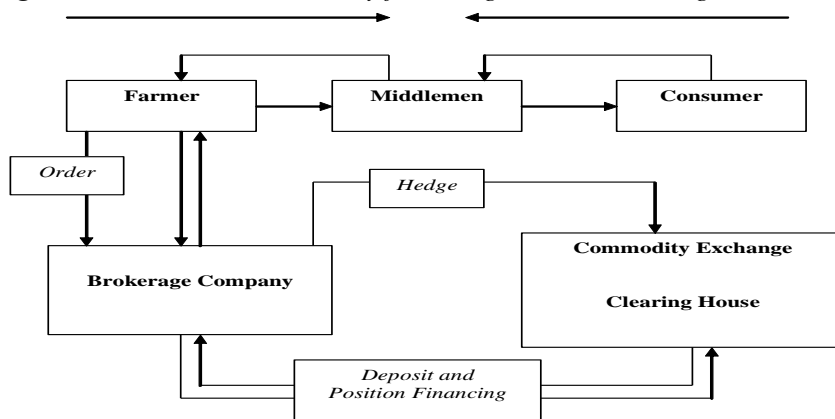 Farmer
Middlemen
Consumer
Order
Hedge
Commodity Exchange
Brokerage Company
Clearing House
Deposit and
Position Financing